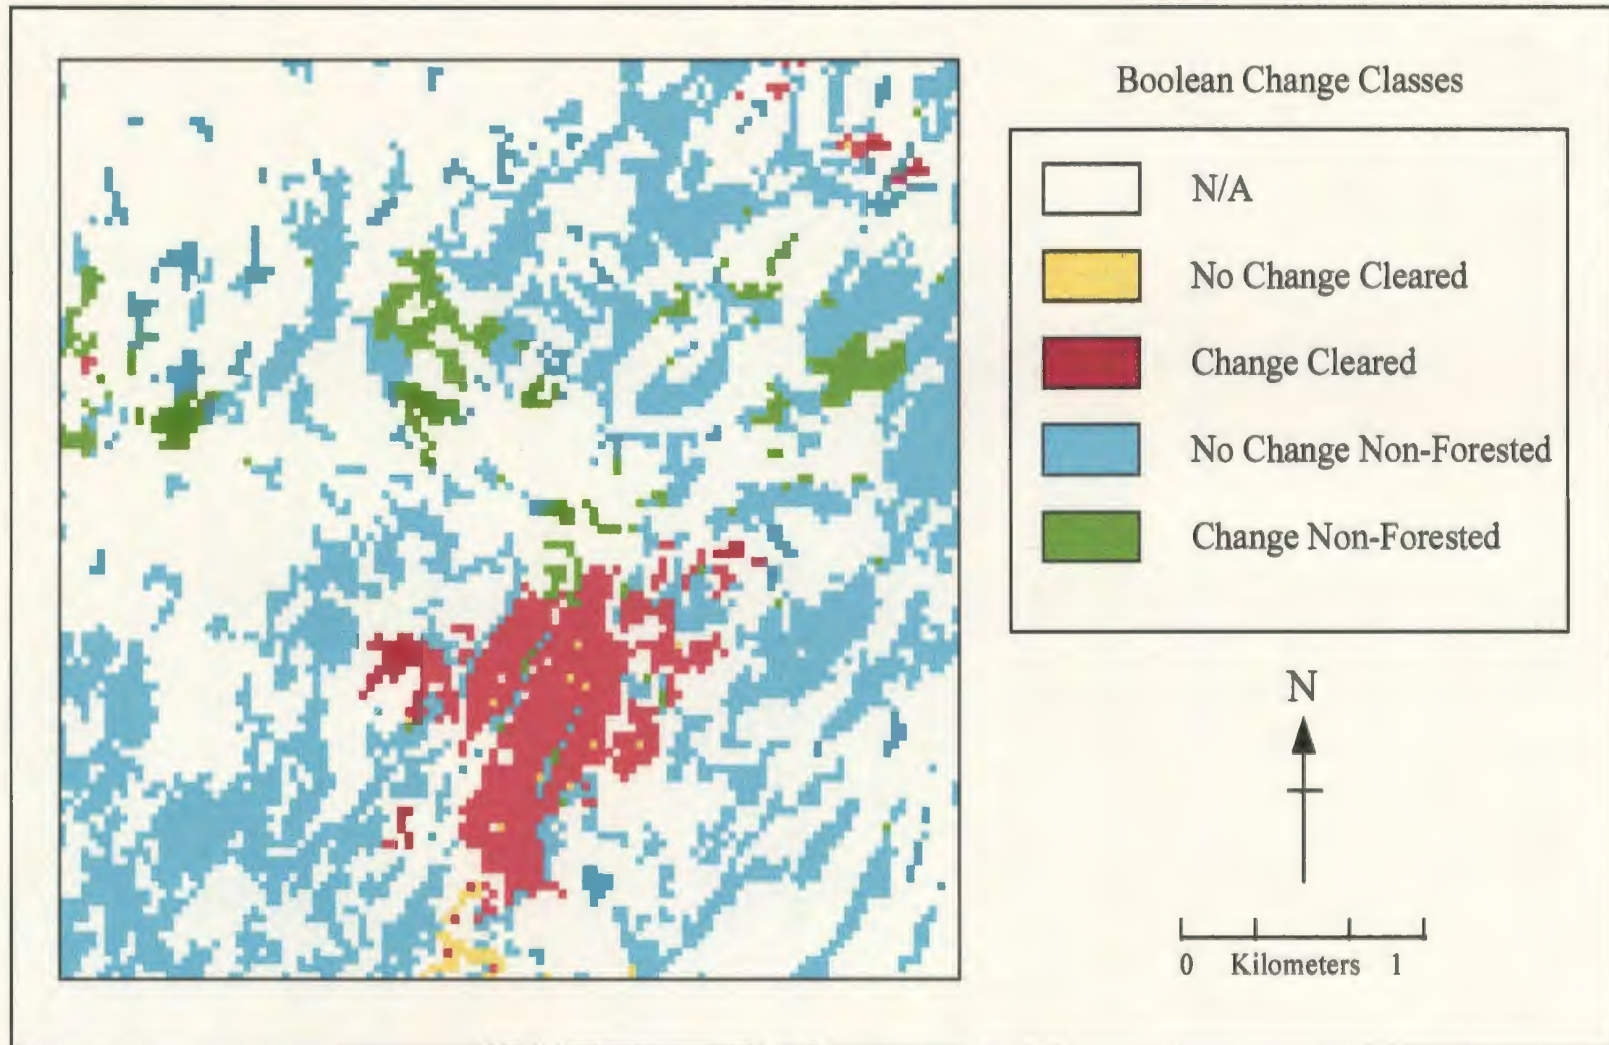 Boolean Change Classes
N/A
No Change Cleared
Change Cleared
No Change Non-Forested
Change Non-Forested
N
0 Kilometers 1